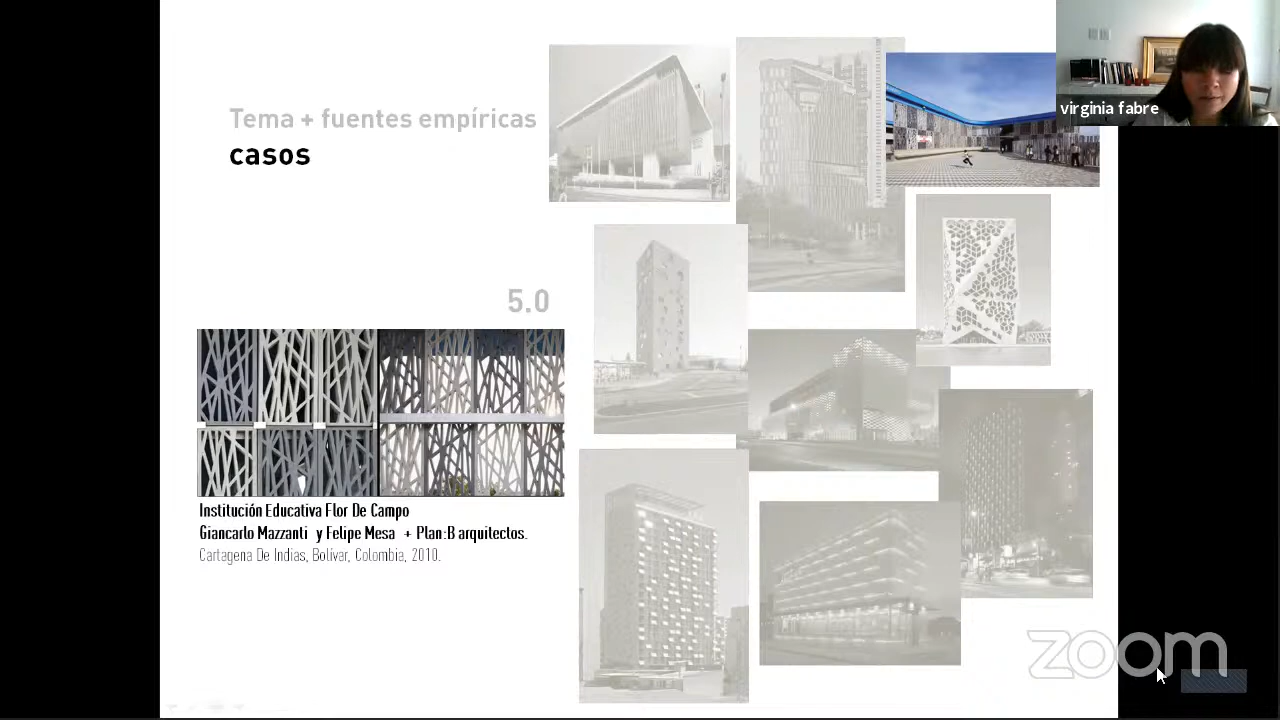 Tema + fuentes empíricas
casos
5.0
Institución Educativa Flor De Campo
Giancarlo Mazzanti y Felipe Mesa + Plan:B arquitectos.
Cartagena De Indias, Bolívar, Colombia, 2010.
virginia fabre
zoom